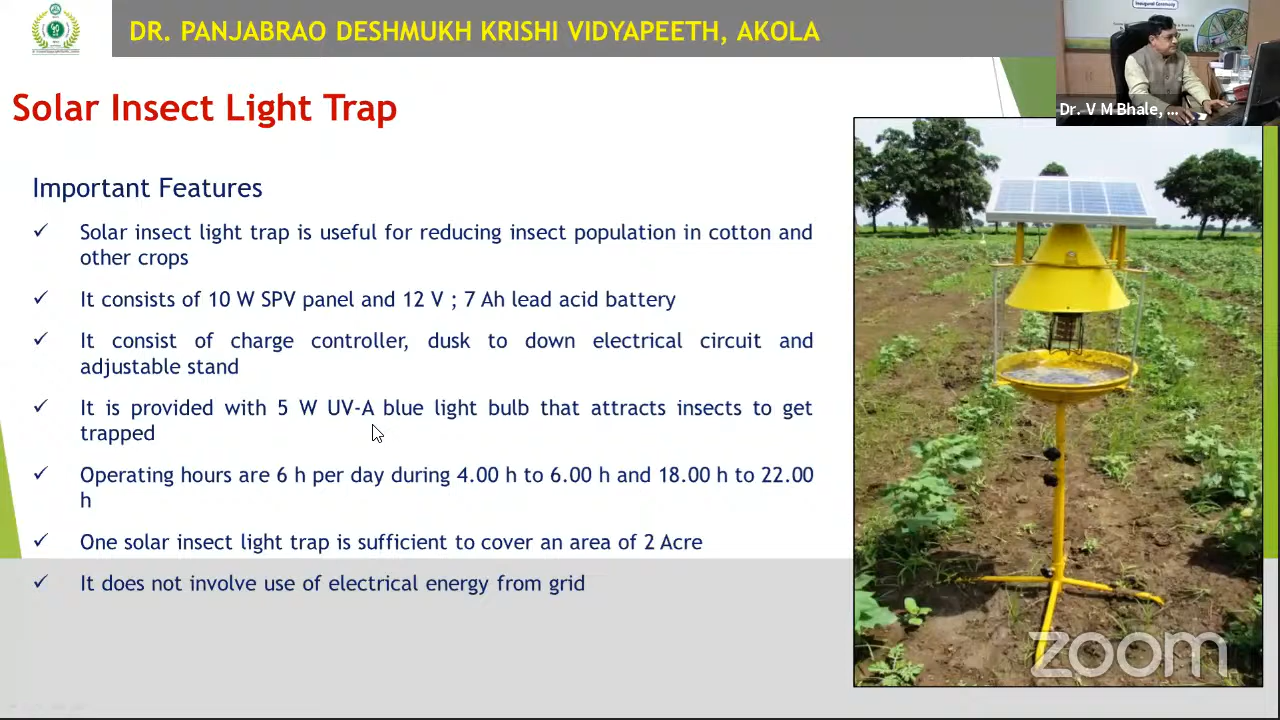 DR. PANJABRAO DESHMUKH KRISHI VIDYAPEETH, AKOLA
Inaugural Ceremony
Dr. V M Bhale, ...
Solar Insect Light Trap
Important Features
✓ Solar insect light trap is useful for reducing insect population in cotton and
other crops
✓ It consists of 10 W SPV panel and 12 V ; 7 Ah lead acid battery
✓ It consist of charge controller, dusk to down electrical circuit and
adjustable stand
✓ It is provided with 5 W UV-A blue light bulb that attracts insects to get
trapped
✓ Operating hours are 6 h per day during 4.00 h to 6.00 h and 18.00 h to 22.00
h
✓ One solar insect light trap is sufficient to cover an area of 2 Acre
✓ It does not involve use of electrical energy from grid
zoom